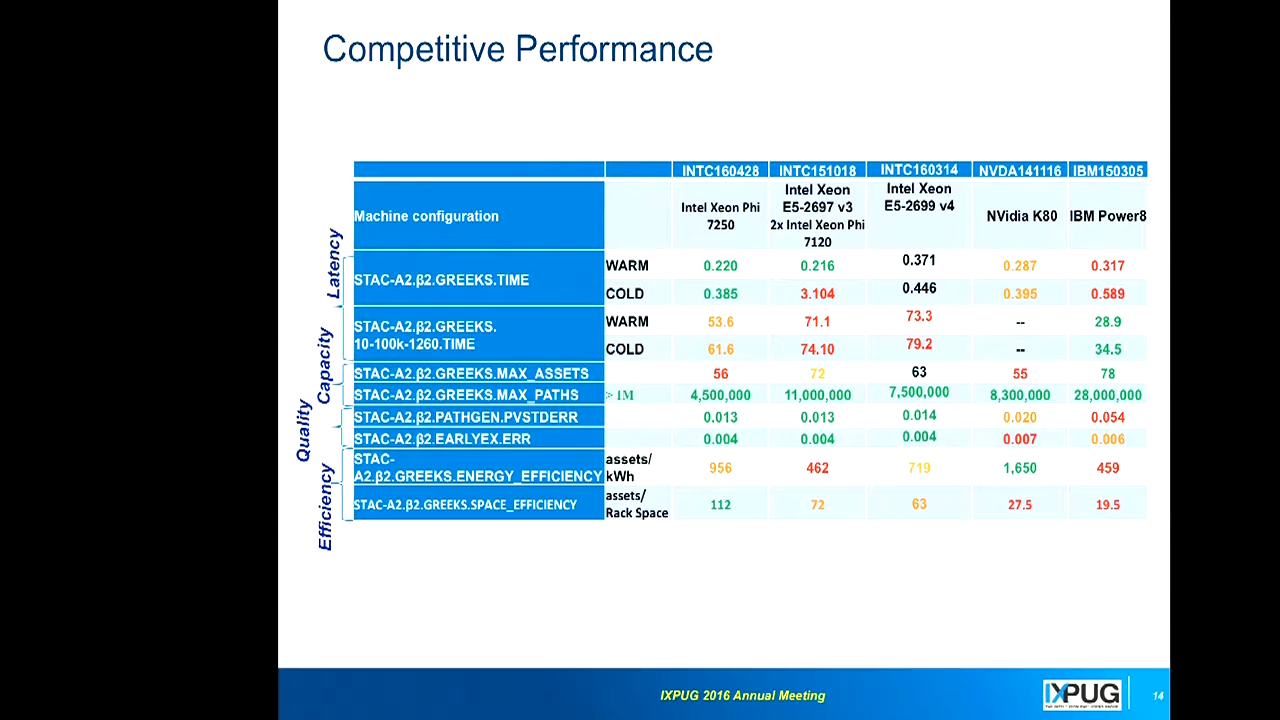 Competitive Performance
INTC160428 INTC151018 INTC160314 NVDA141116 IBM150305
Machine configuration
Intel Xeon Phi
7250
Intel Xeon
E5-2697 v3
2x Intel Xeon Phi
7120
Intel Xeon
E5-2699 v4
NVidia K80
IBM Power8
Latency
STAC-A2.β2.GREEKS.TIME
WARM 0.220 0.216 0.371 0.287 0.317
COLD 0.385 3.104 0.446 0.395 0.589
Capacity
STAC-A2.β2.GREEKS.
10-100k-1260.TIME
WARM 53.6 71.1 73.3 -- 28.9
COLD 61.6 74.10 79.2 -- 34.5
STAC-A2.β2.GREEKS.MAX_ASSETS 56 72 63 55 78
STAC-A2.β2.GREEKS.MAX_PATHS > 1M 4,500,000 11,000,000 7,500,000 8,300,000 28,000,000
Quality
STAC-A2.β2.PATHGEN.PVSTDERR 0.013 0.013 0.014 0.020 0.054
STAC-A2.β2.EARLYEX.ERR 0.004 0.004 0.004 0.007 0.006
Efficiency
STAC-
A2.β2.GREEKS.ENERGY_EFFICIENCY
assets/
kWh
956 462 719 1,650 459
STAC-A2.β2.GREEKS.SPACE_EFFICIENCY
assets/
Rack Space
112 72 63 27.5 19.5
IXPUG 2016 Annual Meeting
IXPUG
14